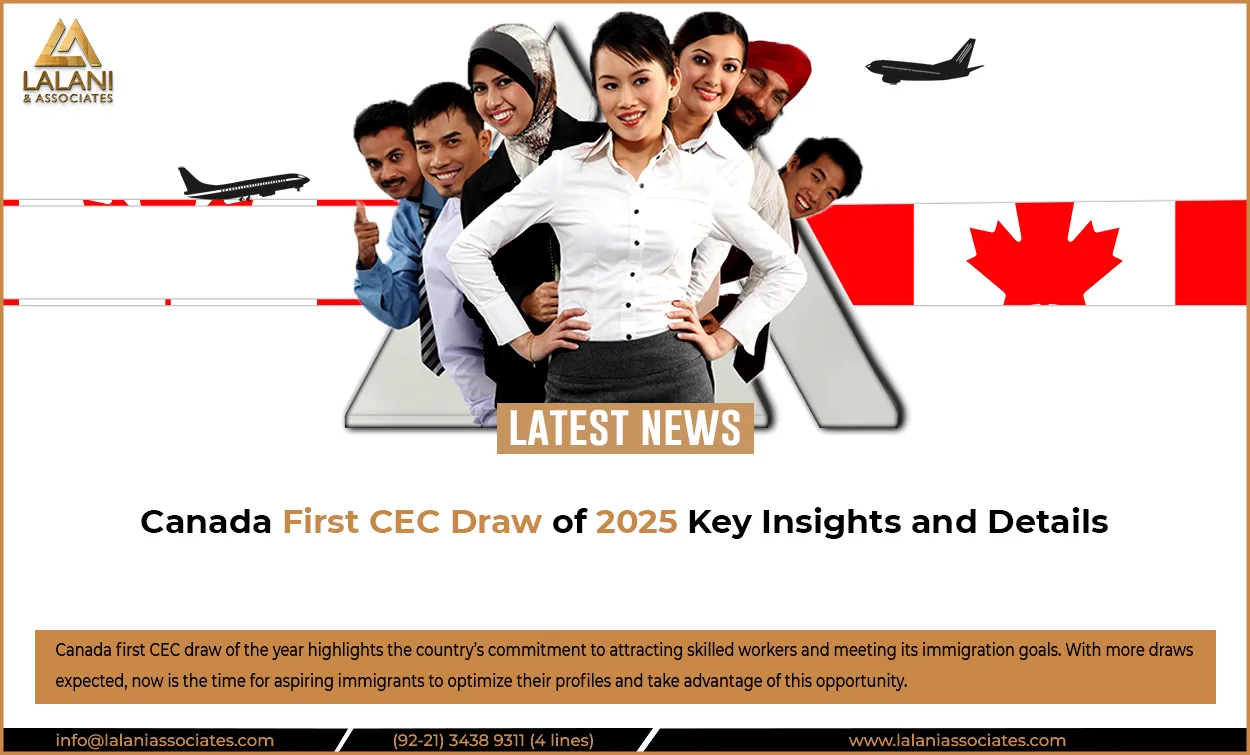 LALANI
& ASSOCIATES
LATEST NEWS
Canada First CEC Draw of 2025 Key Insights and Details
Canada first CEC draw of the year highlights the country’s commitment to attracting skilled workers and meeting its immigration goals. With more draws
expected, now is the time for aspiring immigrants to optimize their profiles and take advantage of this opportunity.
info@lalaniassociates.com
(92-21) 3438 9311 (4 lines)
www.lalaniassociates.com